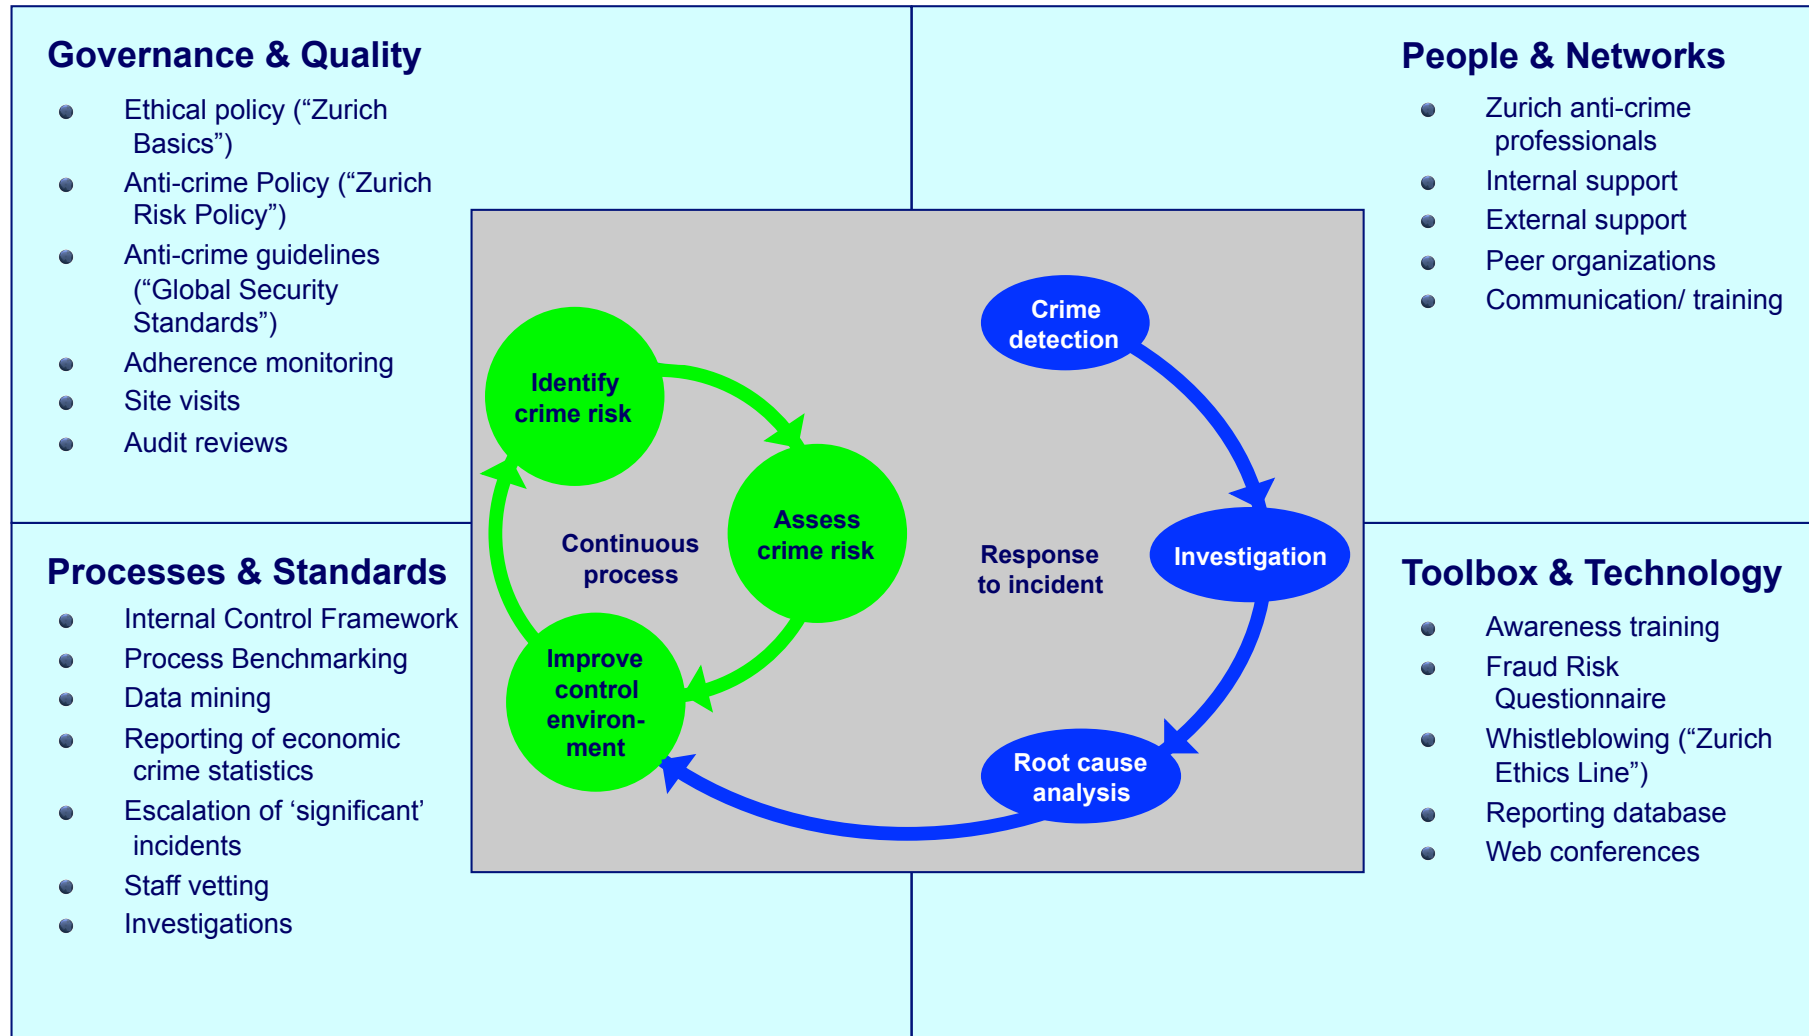 Governance & Quality
Ethical policy (“Zurich
Basics”)
Anti-crime Policy (“Zurich
Risk Policy”)
Anti-crime guidelines
(“Global Security
Standards”)
Adherence monitoring
Site visits
Audit reviews
People & Networks
Zurich anti-crime
professionals
Internal support
External support
Peer organizations
Communication/ training
Identify
crime risk
Assess
crime risk
Continuous
process
Improve
control
environ-
ment
Crime
detection
Investigation
Response
to incident
Root cause
analysis
Processes & Standards
Internal Control Framework
Process Benchmarking
Data mining
Reporting of economic
crime statistics
Escalation of ‘significant’
incidents
Staff vetting
Investigations
Toolbox & Technology
Awareness training
Fraud Risk
Questionnaire
Whistleblowing (“Zurich
Ethics Line”)
Reporting database
Web conferences